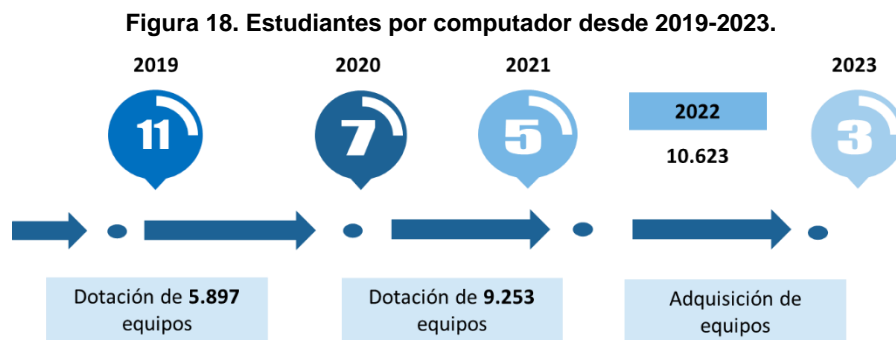 Figura 18. Estudiantes por computador desde 2019-2023.
2019
2020
2021
2023
11
7
5
2022
10.623
3
Dotación de 5.897
equipos
Dotación de 9.253
equipos
Adquisición de
equipos